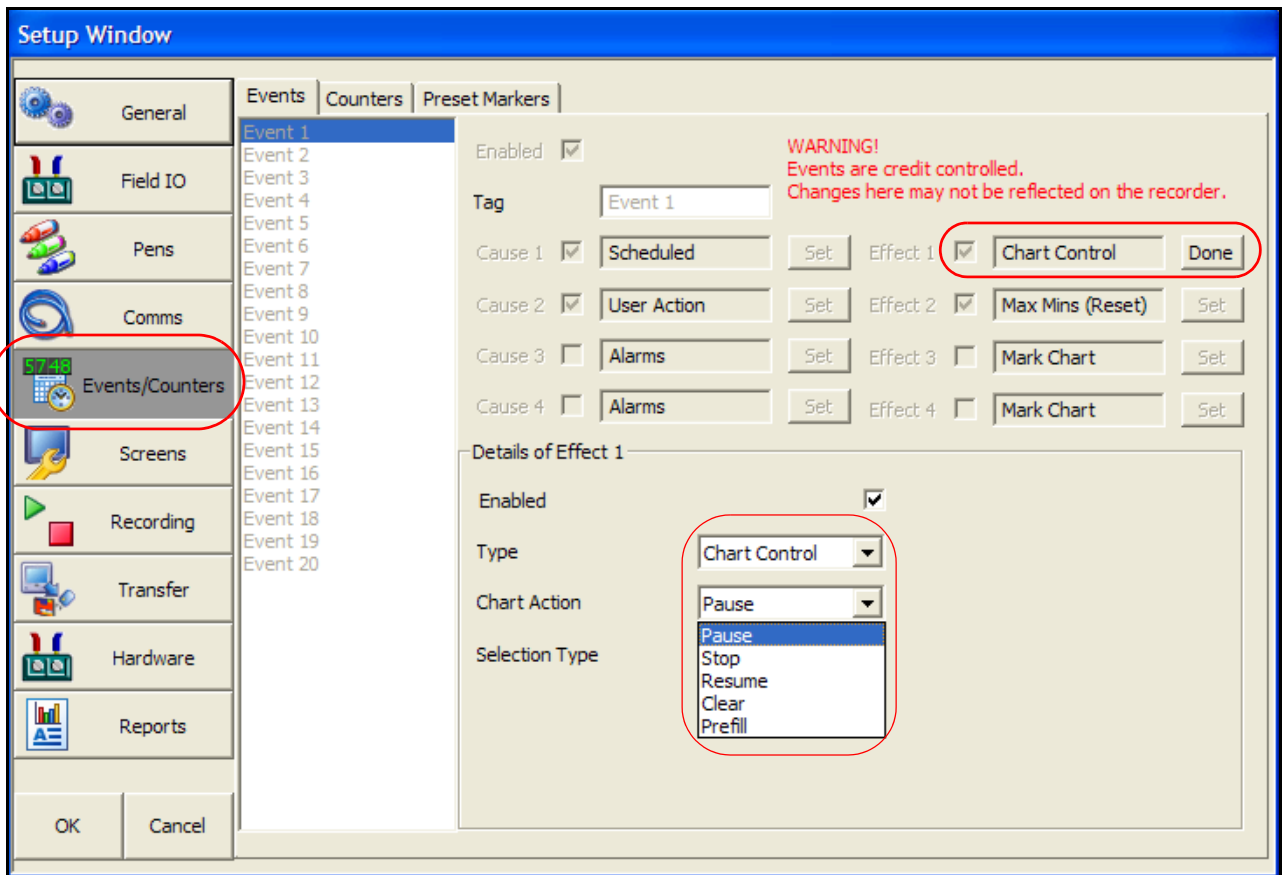 Setup Window
General
Field IO
Pens
Comms
57.48
Events/Counters
Screens
Recording
Transfer
Hardware
Reports
OK
Cancel
Events
Counters
Preset Markers
Event 1
Event 2
Event 3
Event 4
Event 5
Event 6
Event 7
Event 8
Event 9
Event 10
Event 11
Event 12
Event 13
Event 14
Event 15
Event 16
Event 17
Event 18
Event 19
Event 20
Enabled
WARNING!
Events are credit controlled.
Changes here may not be reflected on the recorder.
Tag Event 1
Cause 1 Scheduled Set Effect 1 Chart Control Done
Cause 2 User Action Set Effect 2 Max Mins (Reset) Set
Cause 3 Alarms Set Effect 3 Mark Chart Set
Cause 4 Alarms Set Effect 4 Mark Chart Set
Details of Effect 1
Enabled
Type Chart Control
Chart Action Pause
Selection Type
Pause
Stop
Resume
Clear
Prefill